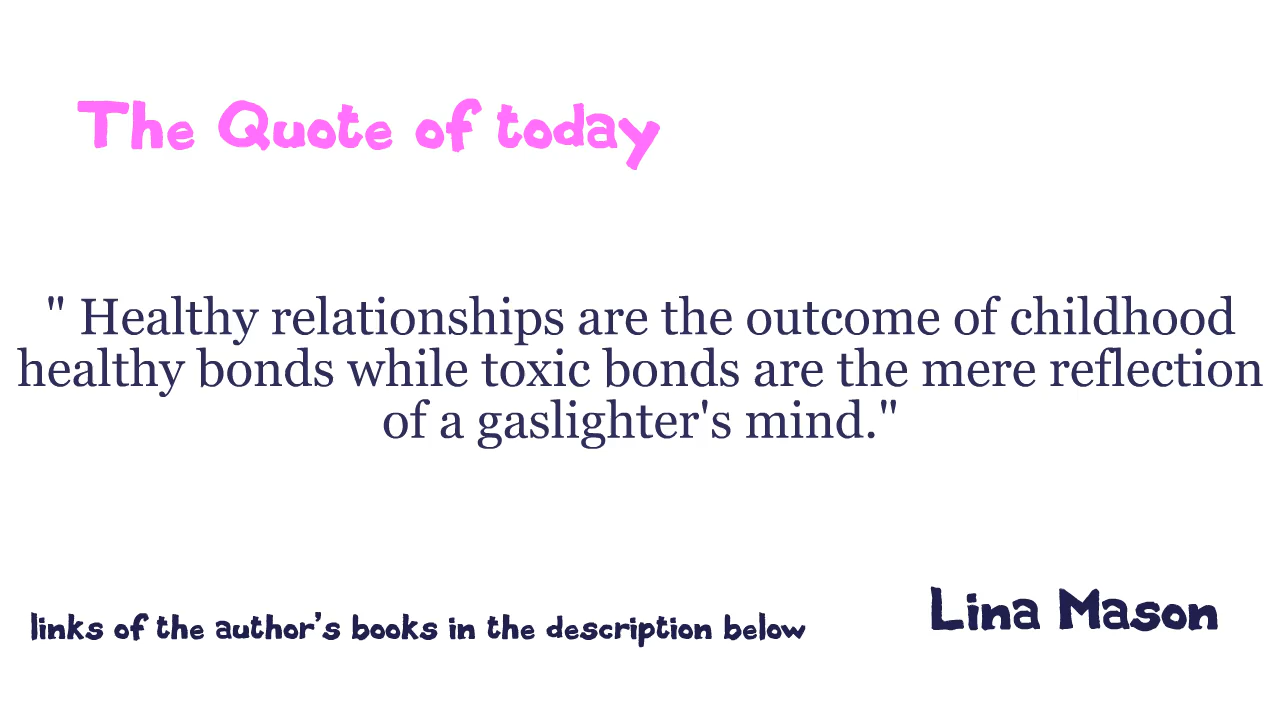 The Quote of today
" Healthy relationships are the outcome of childhood
healthy bonds while toxic bonds are the mere reflection
of a gaslighter's mind."
Lina Mason
links of the author's books in the description below